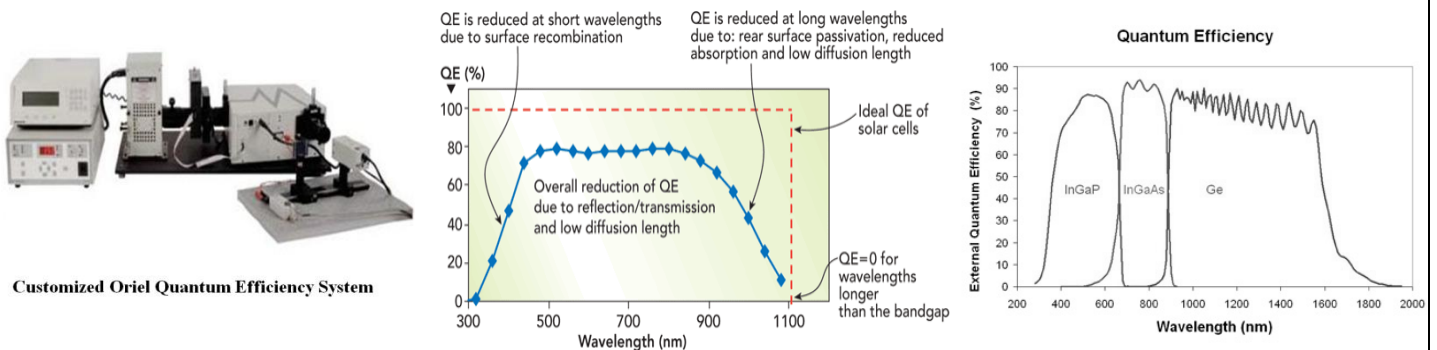 Customized Oriel Quantum Efficiency System
QE is reduced at short wavelengths
due to surface recombination
QE is reduced at long wavelengths
due to: rear surface passivation, reduced
absorption and low diffusion length
QE (%)
100
80
60
40
20
0
Ideal QE of
solar cells
Overall reduction of QE
due to reflection/transmission
and low diffusion length
QE=0 for
wavelengths
longer
than the bandgap
300 500 700 900 1100
Wavelength (nm)
Quantum Efficiency
External Quantum Efficiency (%)
100
90
80
70
60
50
40
30
20
10
0
InGaP InGaAs Ge
200 400 600 800 1000 1200 1400 1600 1800 2000
Wavelength (nm)